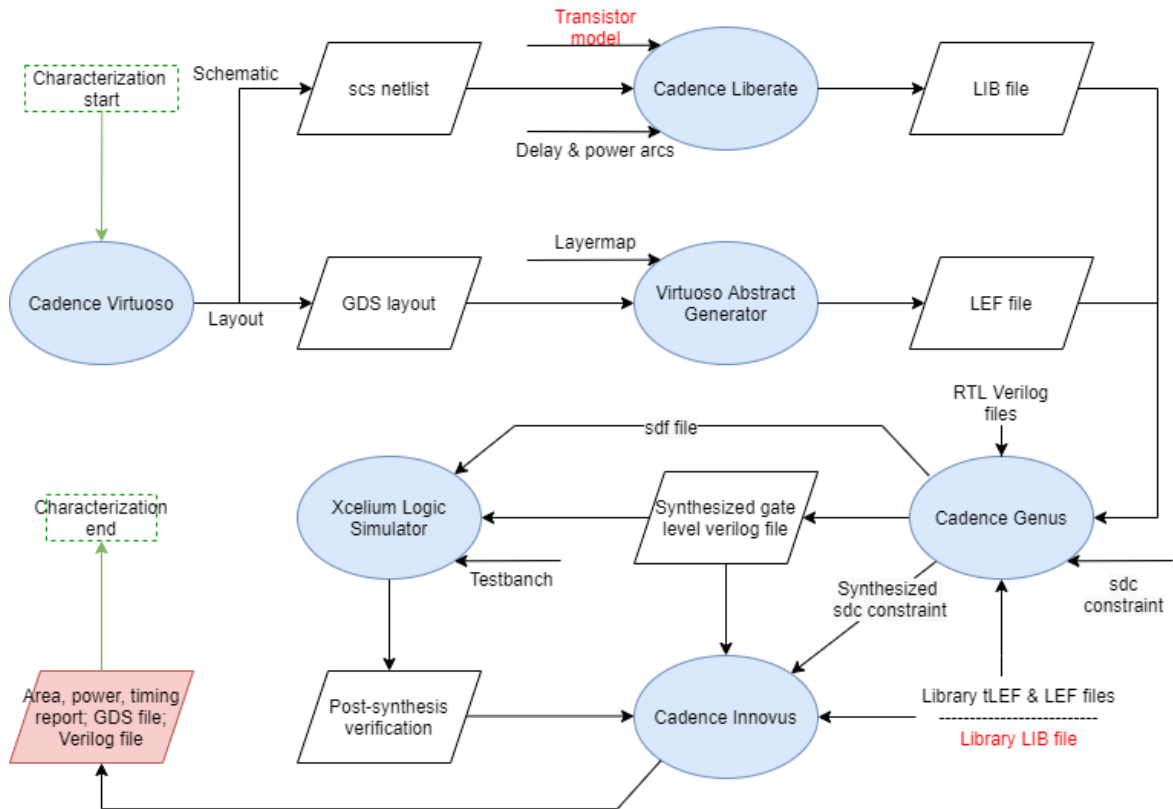 Transistor
model
Characterization
start
Schematic
scs netlist
Cadence Liberate
LIB file
Delay & power arcs
Layermap
Cadence Virtuoso
Layout
GDS layout
Virtuoso Abstract
Generator
LEF file
RTL Verilog
files
sdf file
Characterization
end
Xcelium Logic
Simulator
Synthesized gate
level verilog file
Cadence Genus
Testbanch
Synthesized
sdc constraint
sdc
constraint
Area, power, timing
report; GDS file;
Verilog file
Post-synthesis
verification
Cadence Innovus
Library tLEF & LEF files
Library LIB file